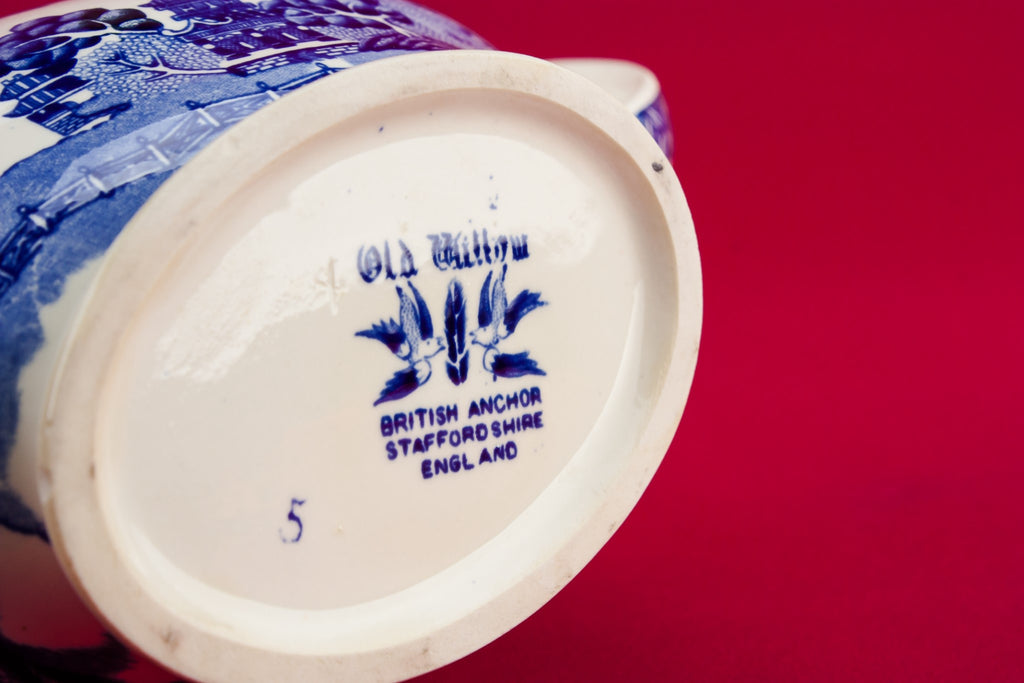 Old Willow
BRITISH ANCHOR
STAFFORDSHIRE
ENGLAND
5